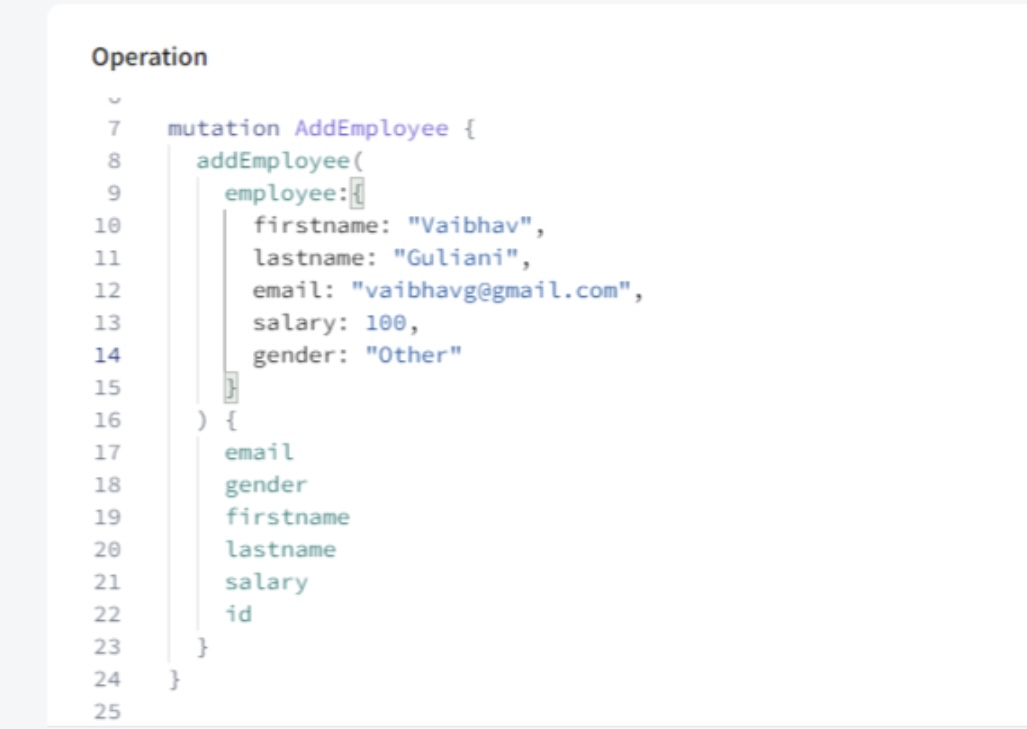 Operation
7 mutation AddEmployee {
8 addEmployee(
9 employee:{
10 firstname: "Vaibhav",
11 lastname: "Guliani",
12 email: "vaibhavg@gmail.com",
13 salary: 100,
14 gender: "Other"
15 }
16 ) {
17 email
18 gender
19 firstname
20 lastname
21 salary
22 id
23 }
24 }
25